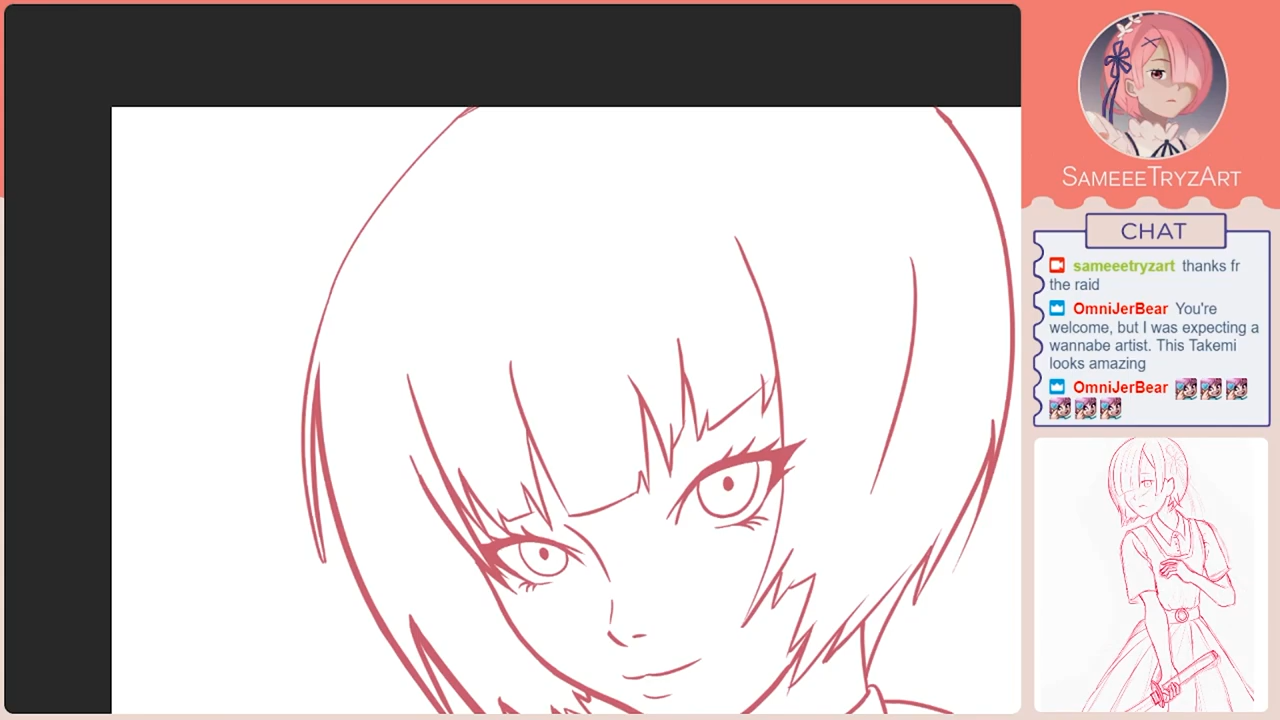 SAMEEETRYZART
CHAT
sameeetryzart thanks fr
the raid
OmniJerBear You're
welcome, but I was expecting a
wannabe artist. This Takemi
looks amazing
OmniJerBear